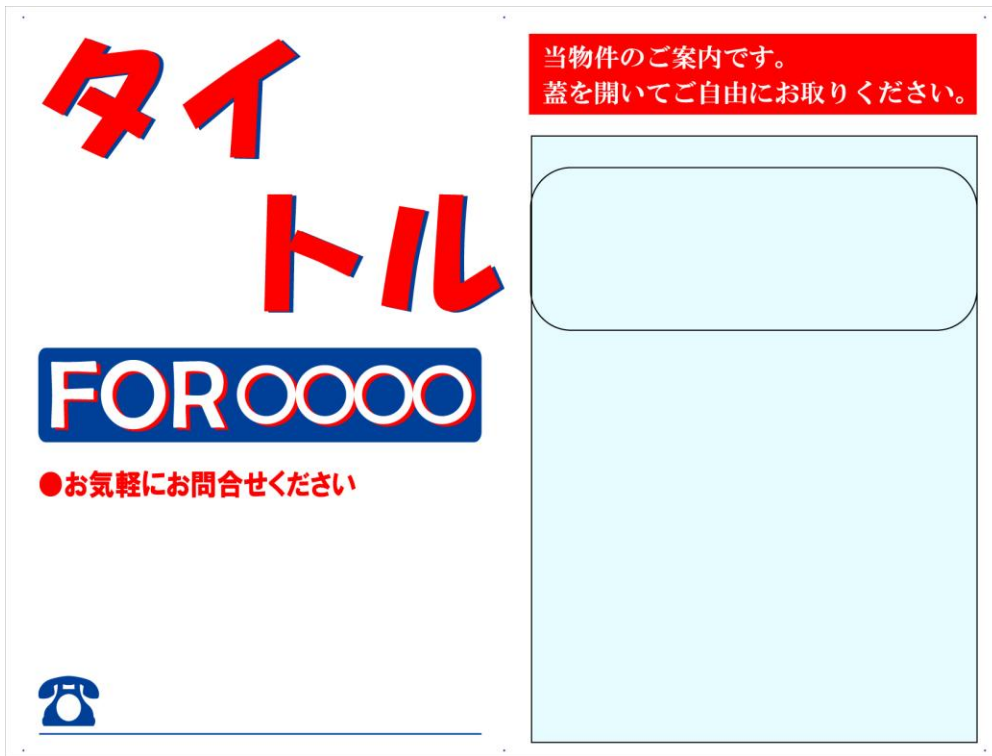 タイ
トル
FOR〇〇〇〇
●お気軽にお問合せください
当物件のご案内です。
蓋を開いてご自由にお取りください。